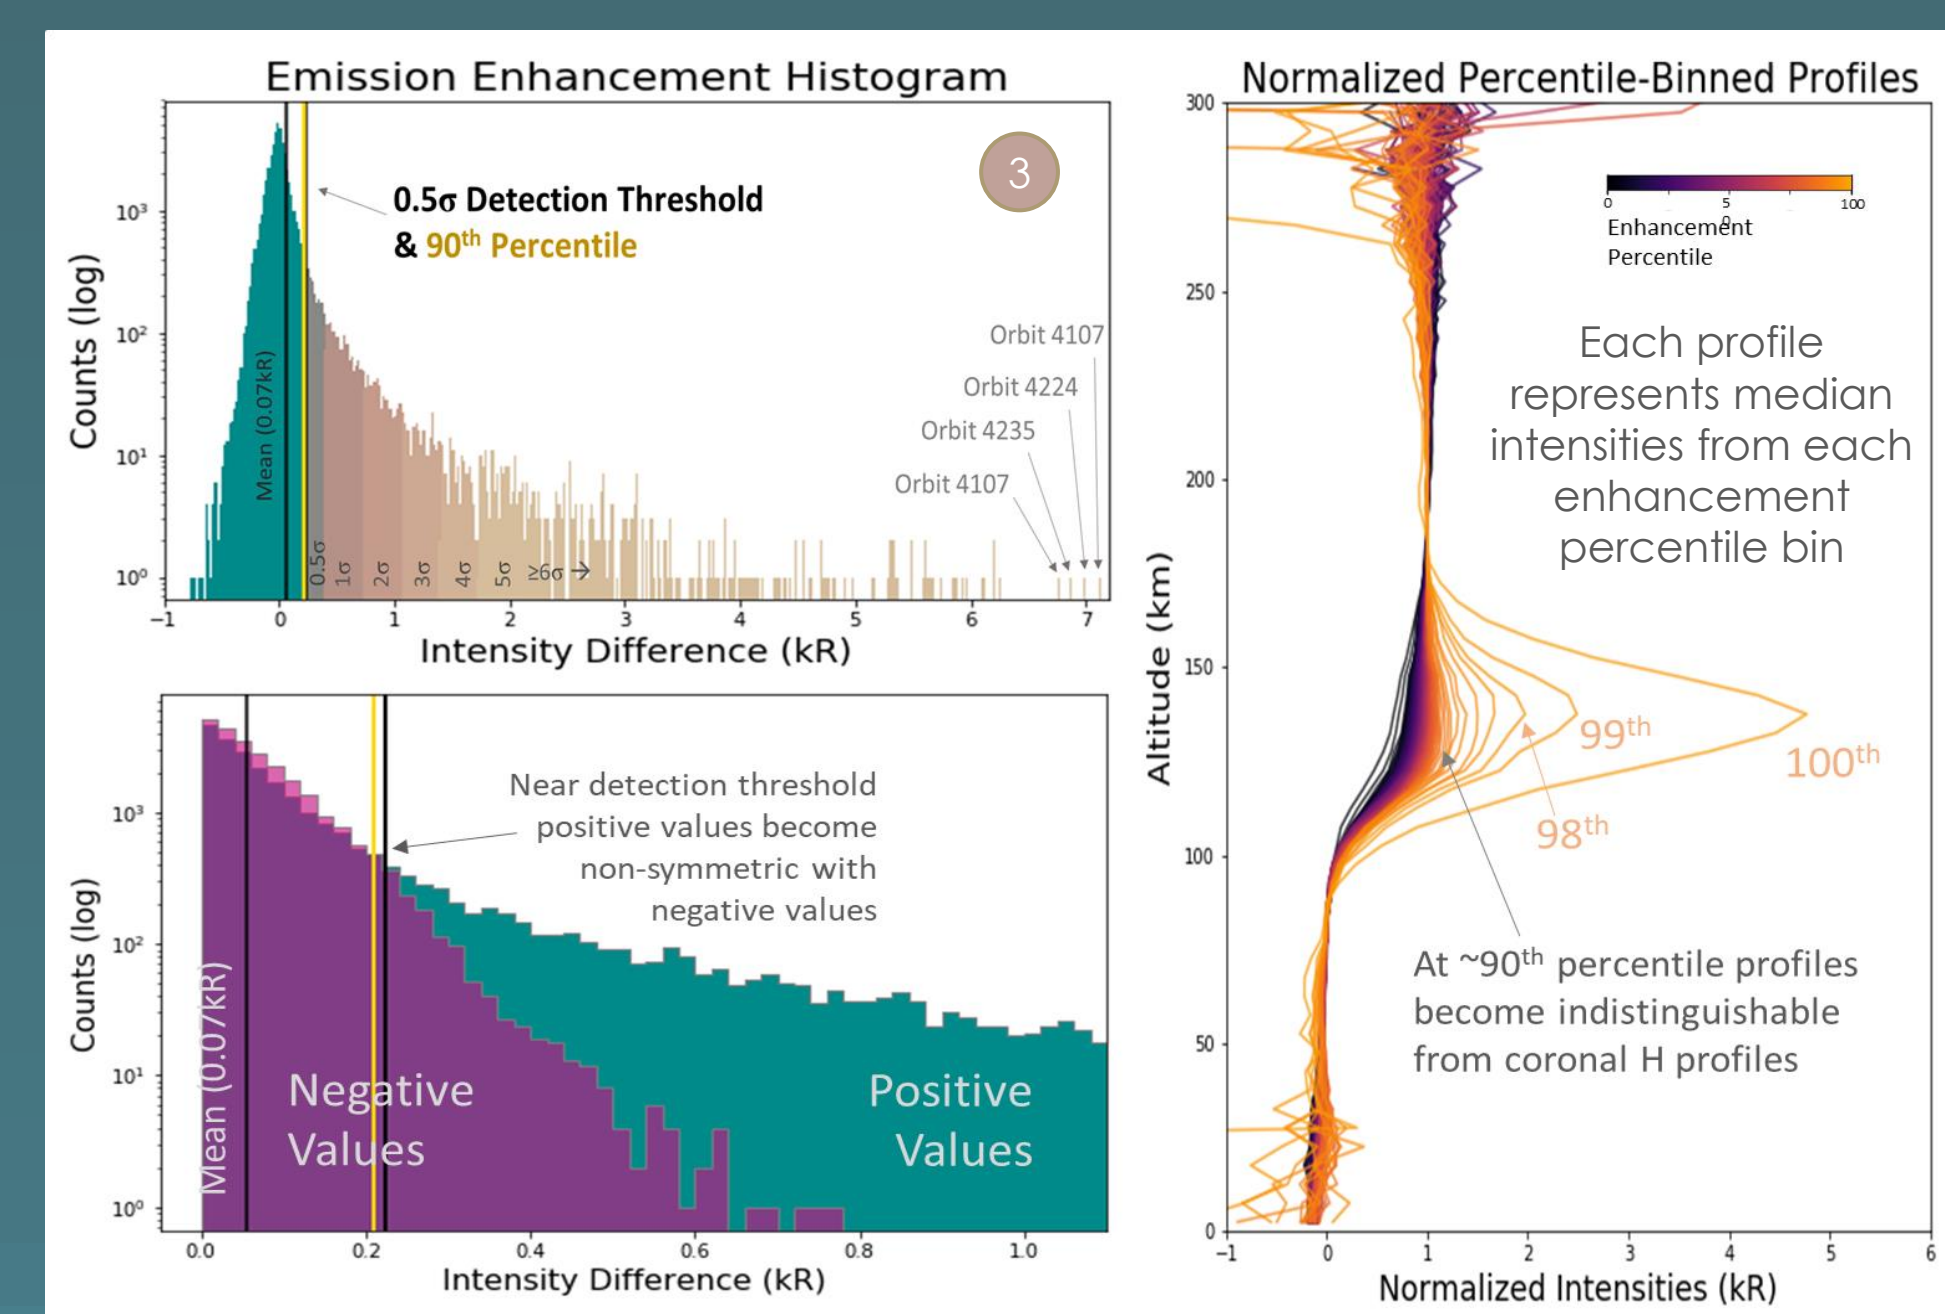 Emission Enhancement Histogram
3
0.5σ Detection Threshold
& 90th Percentile
Counts (log)
10³
10²
10¹
10⁰
Mean (0.07kR)
0.5σ
1σ
2σ
3σ
4σ
5σ
≥6σ →
Orbit 4107
Orbit 4224
Orbit 4235
Orbit 4107
−1 0 1 2 3 4 5 6 7
Intensity Difference (kR)
Counts (log)
10³
10²
10¹
10⁰
Near detection threshold
positive values become
non-symmetric with
negative values
Mean (0.07kR)
Negative
Values
Positive
Values
0.0 0.2 0.4 0.6 0.8 1.0
Intensity Difference (kR)
Normalized Percentile-Binned Profiles
Altitude (km)
300
250
200
150
100
50
0
0 50 100
Enhancement
Percentile
Each profile
represents median
intensities from each
enhancement
percentile bin
99th
100th
98th
At ~90th percentile profiles
become indistinguishable
from coronal H profiles
−1 0 1 2 3 4 5 6
Normalized Intensities (kR)